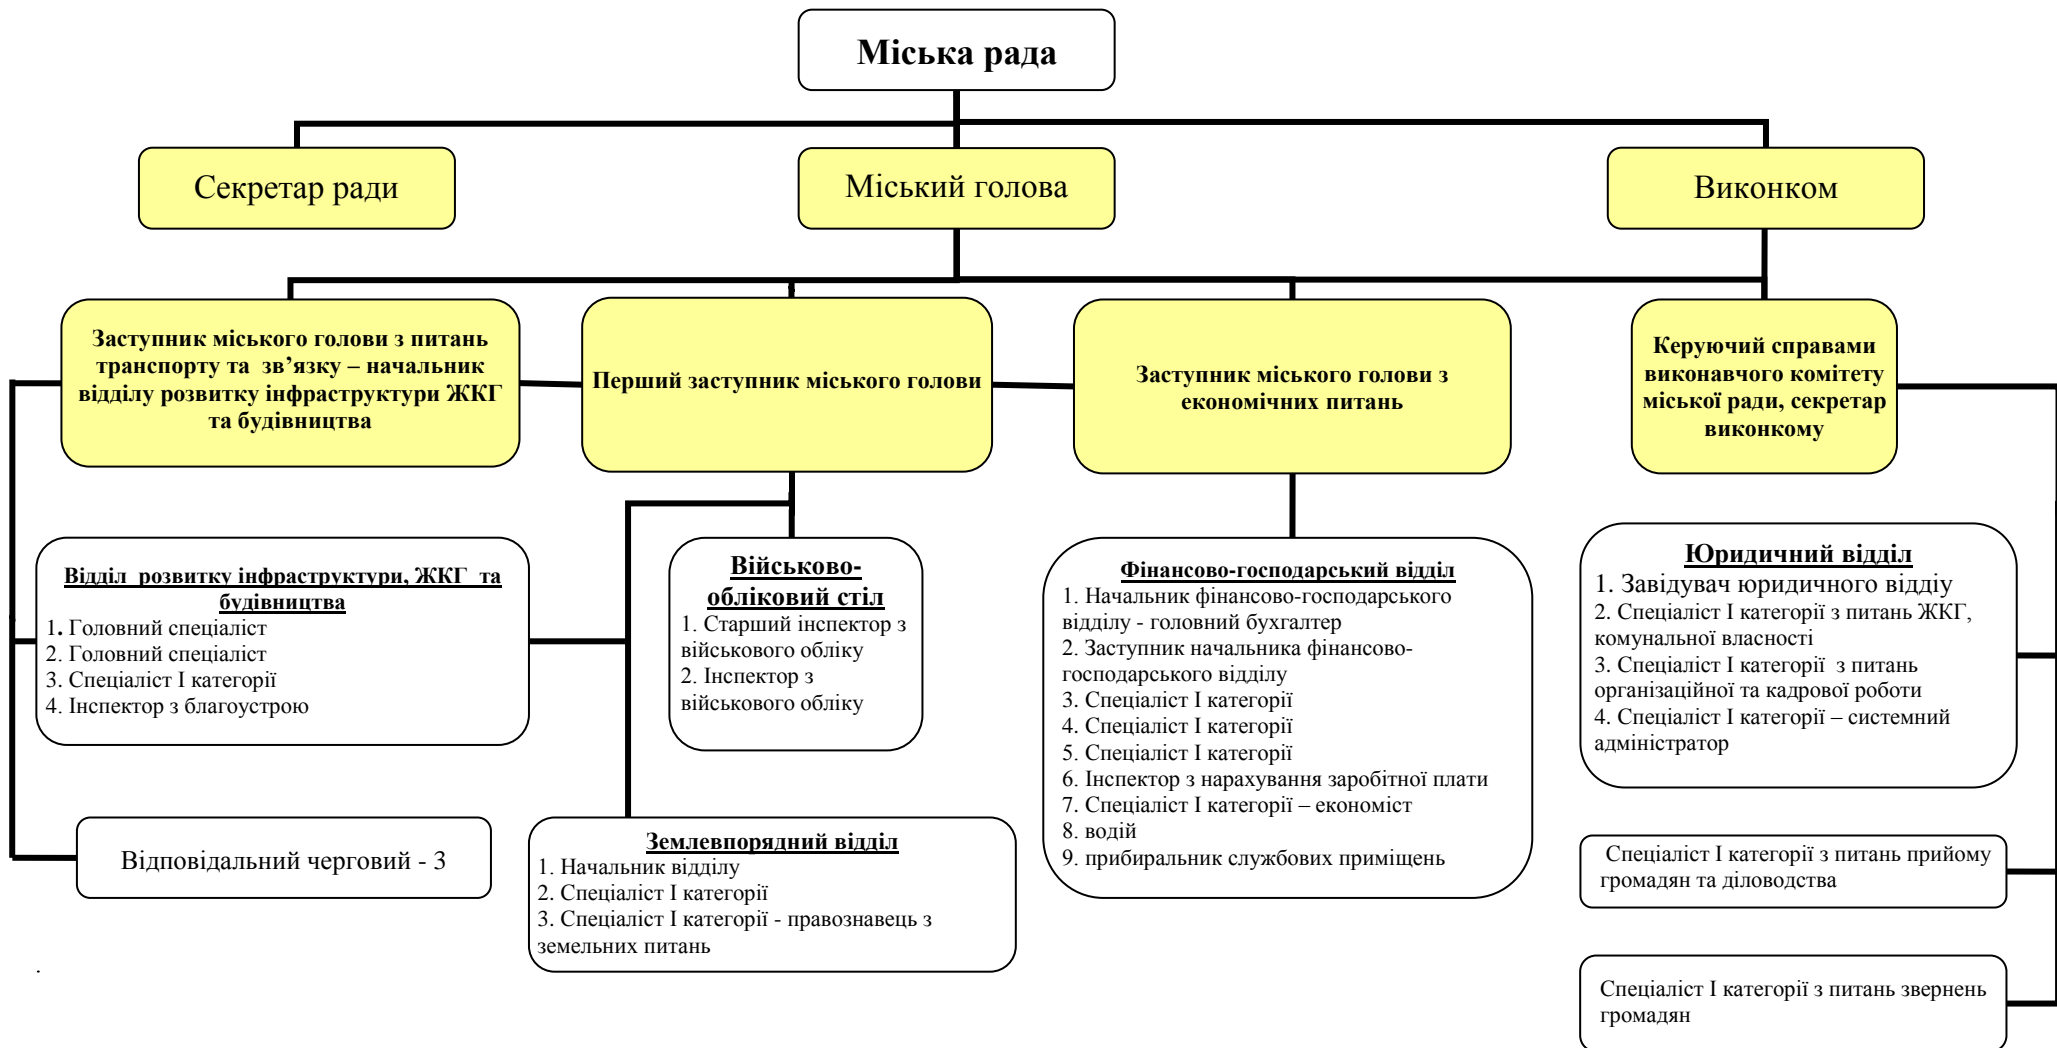 Міська рада
Секретар ради
Міський голова
Виконком
Заступник міського голови з питань
транспорту та зв’язку – начальник
відділу розвитку інфраструктури ЖКГ
та будівництва
Перший заступник міського голови
Заступник міського голови з
економічних питань
Керуючий справами
виконавчого комітету
міської ради, секретар
виконкому
Відділ розвитку інфраструктури, ЖКГ та
будівництва
1. Головний спеціаліст
2. Головний спеціаліст
3. Спеціаліст І категорії
4. Інспектор з благоустрою
Військово-
обліковий стіл
1. Старший інспектор з
військового обліку
2. Інспектор з
військового обліку
Фінансово-господарський відділ
1. Начальник фінансово-господарського
відділу - головний бухгалтер
2. Заступник начальника фінансово-
господарського відділу
3. Спеціаліст І категорії
4. Спеціаліст І категорії
5. Спеціаліст І категорії
6. Інспектор з нарахування заробітної плати
7. Спеціаліст І категорії – економіст
8. водій
9. прибиральник службових приміщень
Юридичний відділ
1. Завідувач юридичного віддіу
2. Спеціаліст І категорії з питань ЖКГ,
комунальної власності
3. Спеціаліст І категорії з питань
організаційної та кадрової роботи
4. Спеціаліст І категорії – системний
адміністратор
Відповідальний черговий - 3
Землевпорядний відділ
1. Начальник відділу
2. Спеціаліст І категорії
3. Спеціаліст І категорії - правознавець з
земельних питань
Спеціаліст І категорії з питань прийому
громадян та діловодства
Спеціаліст І категорії з питань звернень
громадян
.